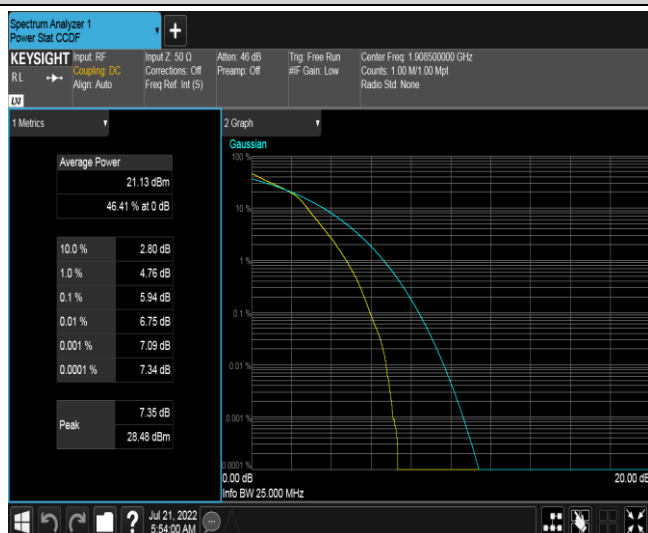 Spectrum Analyzer 1
Power Stat CCDF
KEYSIGHT
R L
LXI
Input: RF
Coupling: DC
Align: Auto
Input Z: 50 Ω
Corrections: Off
Freq Ref: Int (S)
Atten: 46 dB
Preamp: Off
Trig: Free Run
#IF Gain: Low
Center Freq: 1.908500000 GHz
Counts: 1.00 M/1.00 Mpt
Radio Std: None
1 Metrics
Average Power
21.13 dBm
46.41 % at 0 dB
10.0 % 2.80 dB
1.0 % 4.76 dB
0.1 % 5.94 dB
0.01 % 6.75 dB
0.001 % 7.09 dB
0.0001 % 7.34 dB
Peak
7.35 dB
28.48 dBm
2 Graph
Gaussian
100 %
10 %
1 %
0.1 %
0.01 %
0.001 %
0.0001 %
0.00 dB 20.00 dB
Info BW 25.000 MHz
Jul 21, 2022
5:54:00 AM